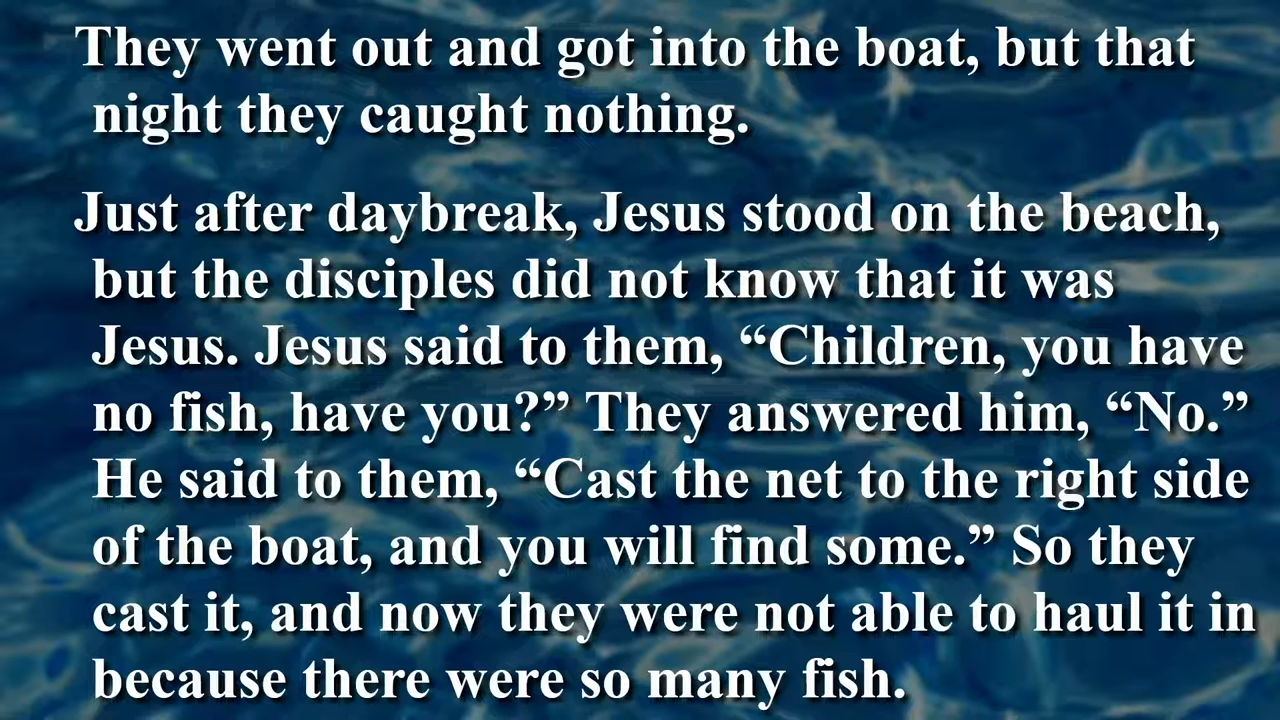 They went out and got into the boat, but that
night they caught nothing.
Just after daybreak, Jesus stood on the beach,
but the disciples did not know that it was
Jesus. Jesus said to them, “Children, you have
no fish, have you?” They answered him, “No.”
He said to them, “Cast the net to the right side
of the boat, and you will find some.” So they
cast it, and now they were not able to haul it in
because there were so many fish.